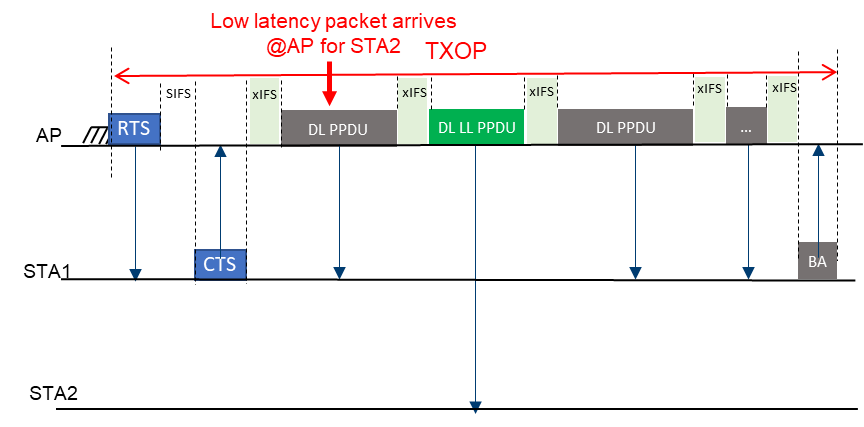 Low latency packet arrives
@AP for STA2
TXOP
SIFS
xIFS
xIFS
xIFS
xIFS
xIFS
AP
RTS
DL PPDU
DL LL PPDU
DL PPDU
...
STA1
CTS
BA
STA2